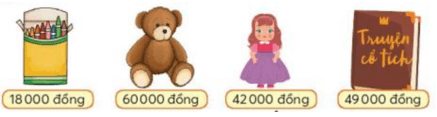 Truyện
cổ tích
18 000 đồng
60 000 đồng
42 000 đồng
49 000 đồng